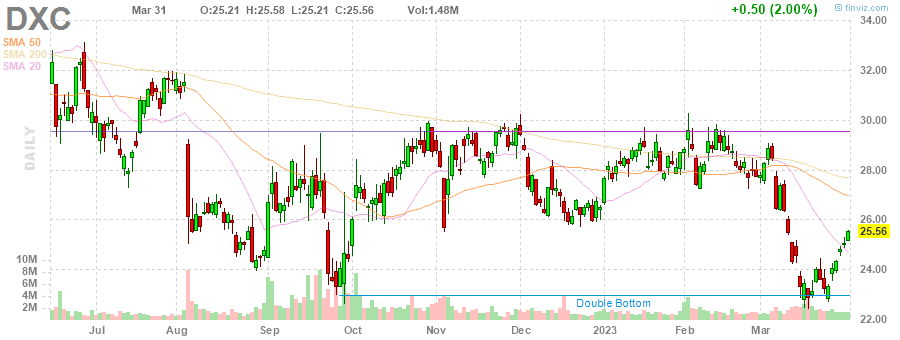 DXC Mar 31 O:25.21 H:25.58 L:25.21 C:25.56 Vol:1.48M +0.50 (2.00%) finviz.com
34.00
SMA 50
SMA 200
SMA 20
32.00
30.00
DAILY
28.00
26.00
25.56
10M
8M
24.00
6M
4M
Double Bottom
2M
22.00
Jul Aug Sep Oct Nov Dec 2023 Feb Mar